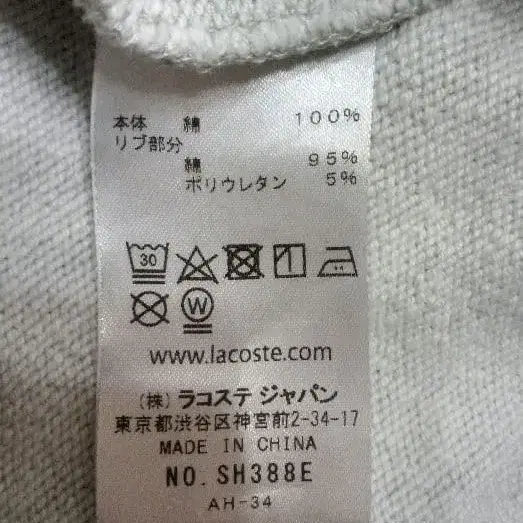 本体 綿 100%
リブ部分
綿 95%
ポリウレタン 5%
30
W
www.lacoste.com
(株) ラコステ ジャパン
東京都渋谷区神宮前2-34-17
MADE IN CHINA
NO. SH388E
AH-34